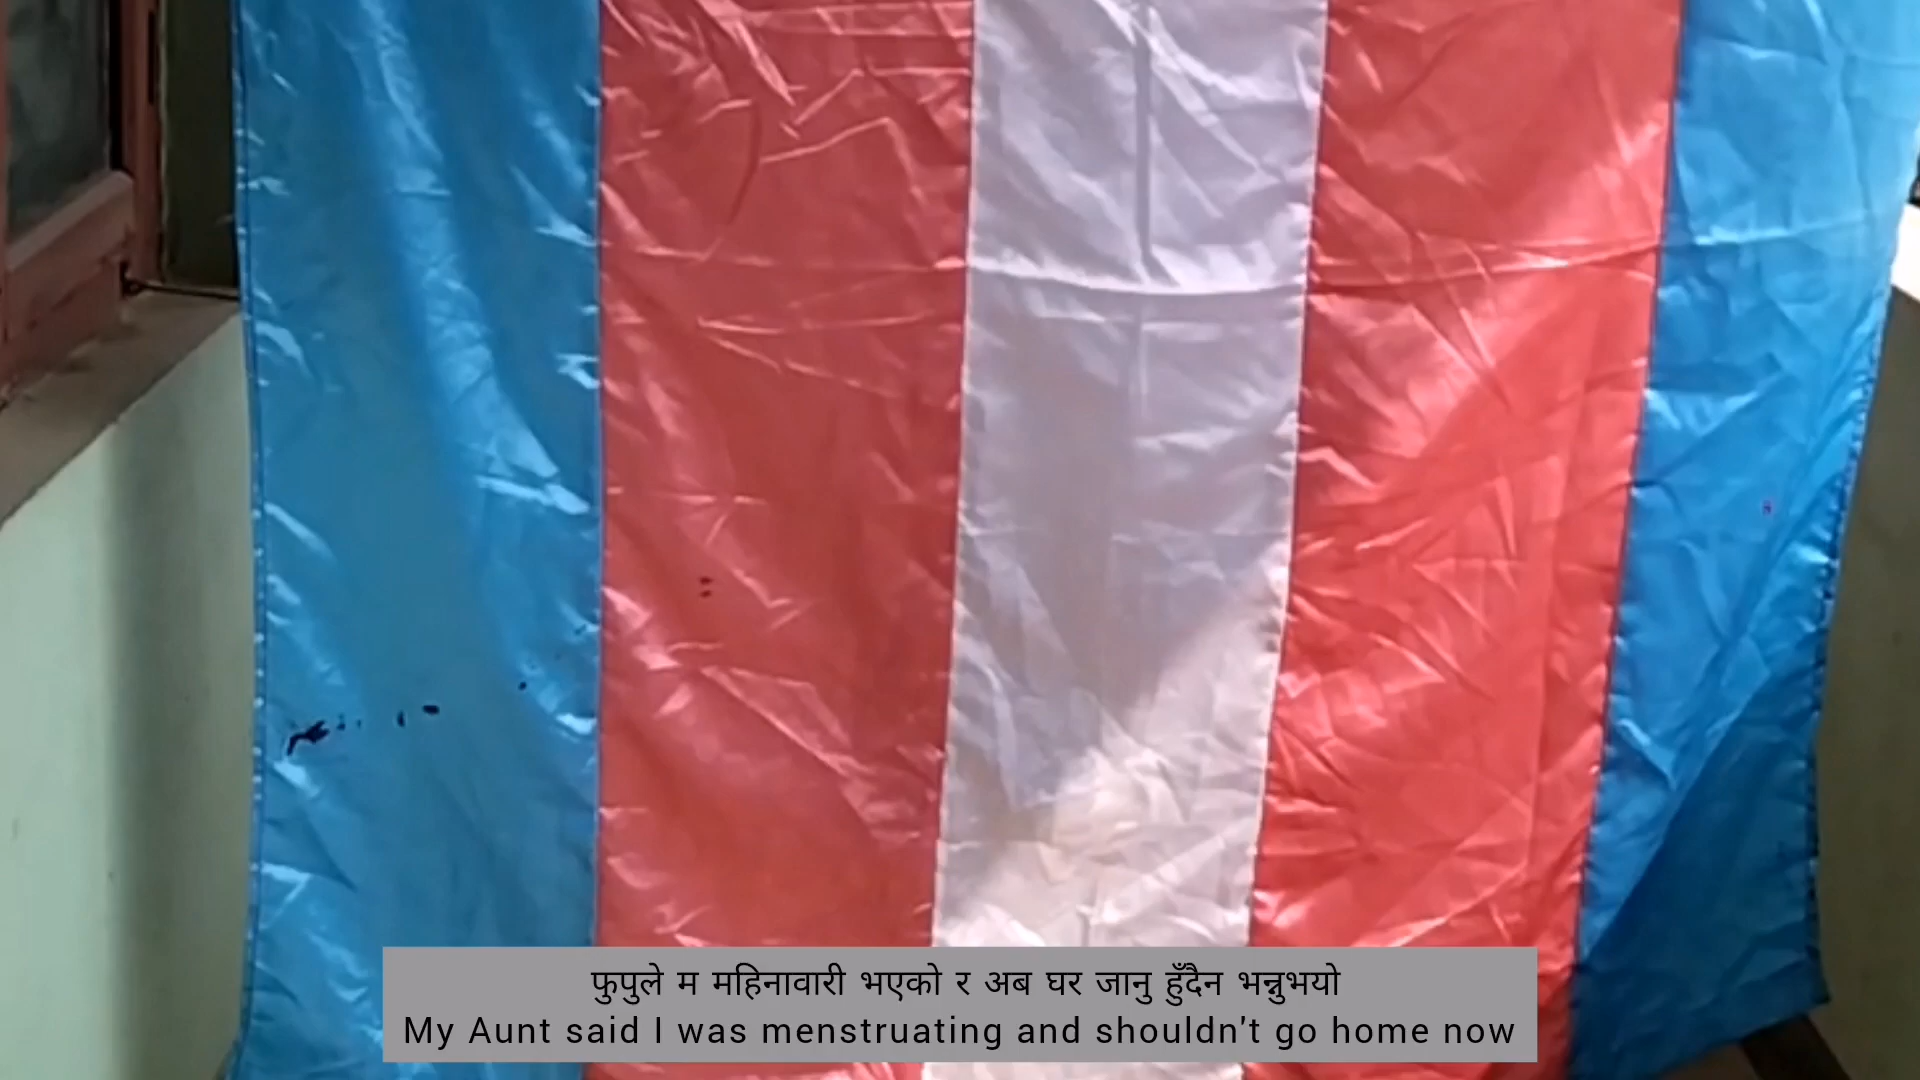 फुपुले म महिनावारी भएको र अब घर जानु हुँदैन भन्नुभयो
My Aunt said I was menstruating and shouldn't go home now